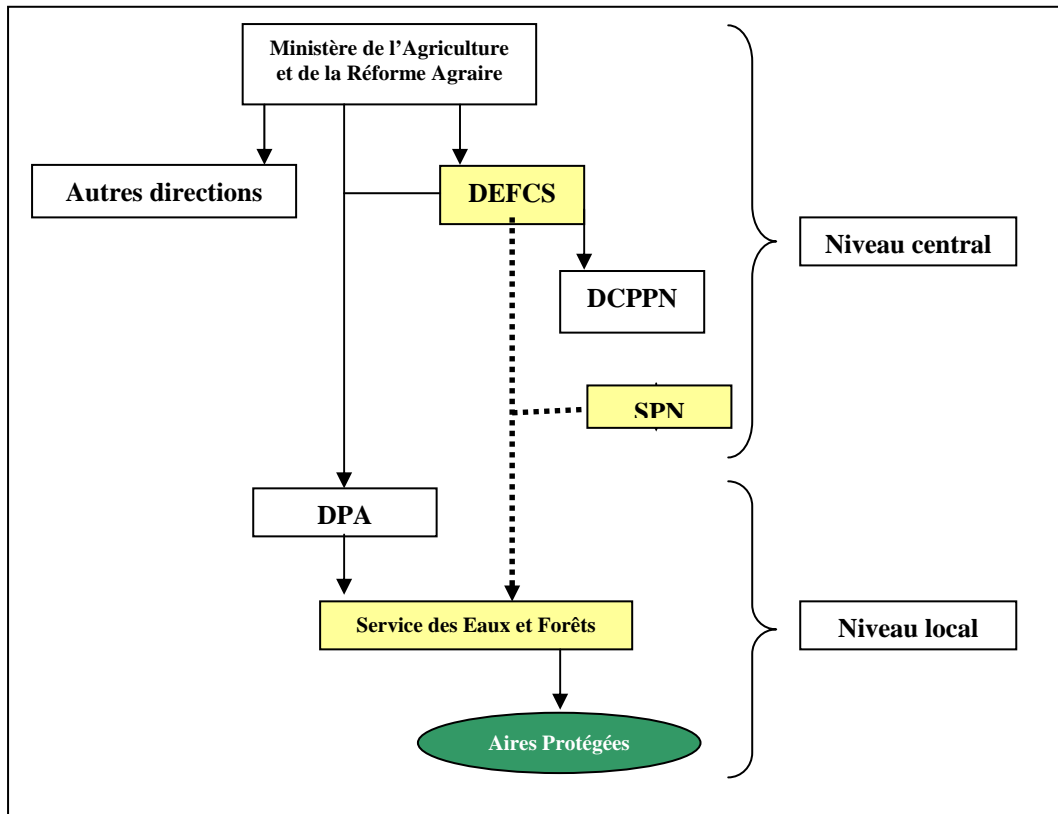 Ministère de l’Agriculture
et de la Réforme Agraire
Autres directions
DEFCS
Niveau central
DCPPN
SPN
DPA
Service des Eaux et Forêts
Niveau local
Aires Protégées